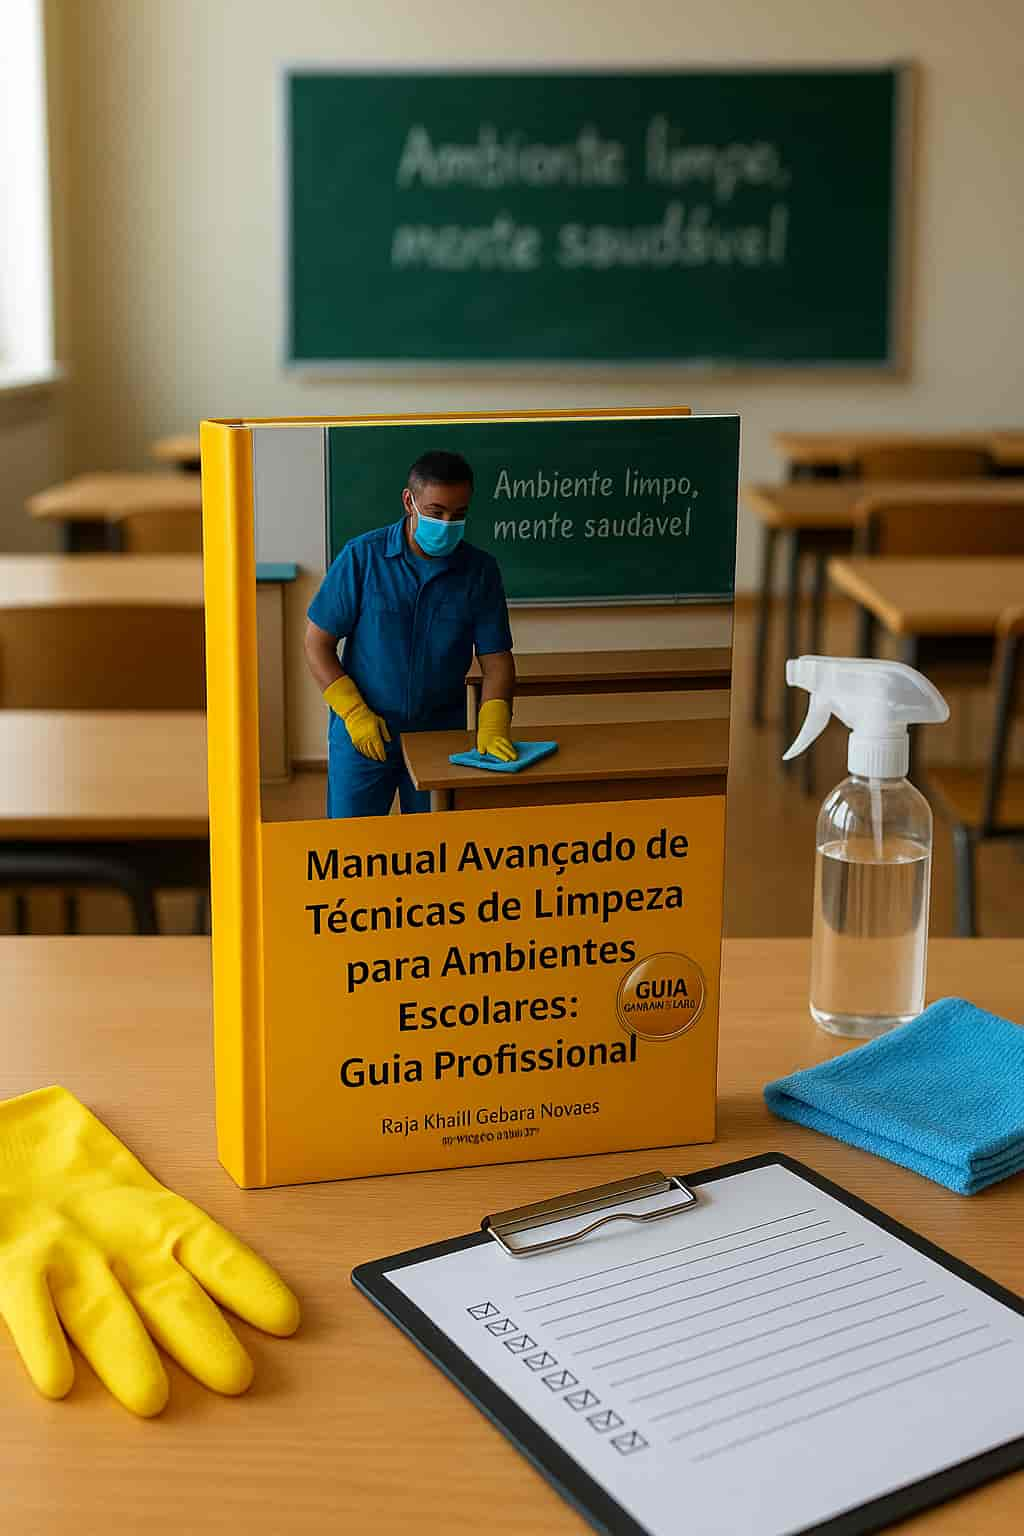 Ambiente limpo,
mente saudável
Ambiente limpo,
mente saudavel
Manual Avançado de
Técnicas de Limpeza
para Ambientes
Escolares:
Guia Profissional
GUIA
Raja Khaill Gebara Novaes